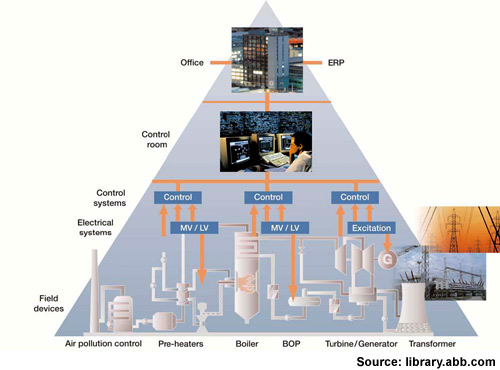 Office
ERP
Control
room
Control
systems
Control
Control
Control
Electrical
systems
MV / LV
MV / LV
Excitation
G
Field
devices
Air pollution control
Pre-heaters
Boiler
BOP
Turbine/Generator
Transformer
Source: library.abb.com